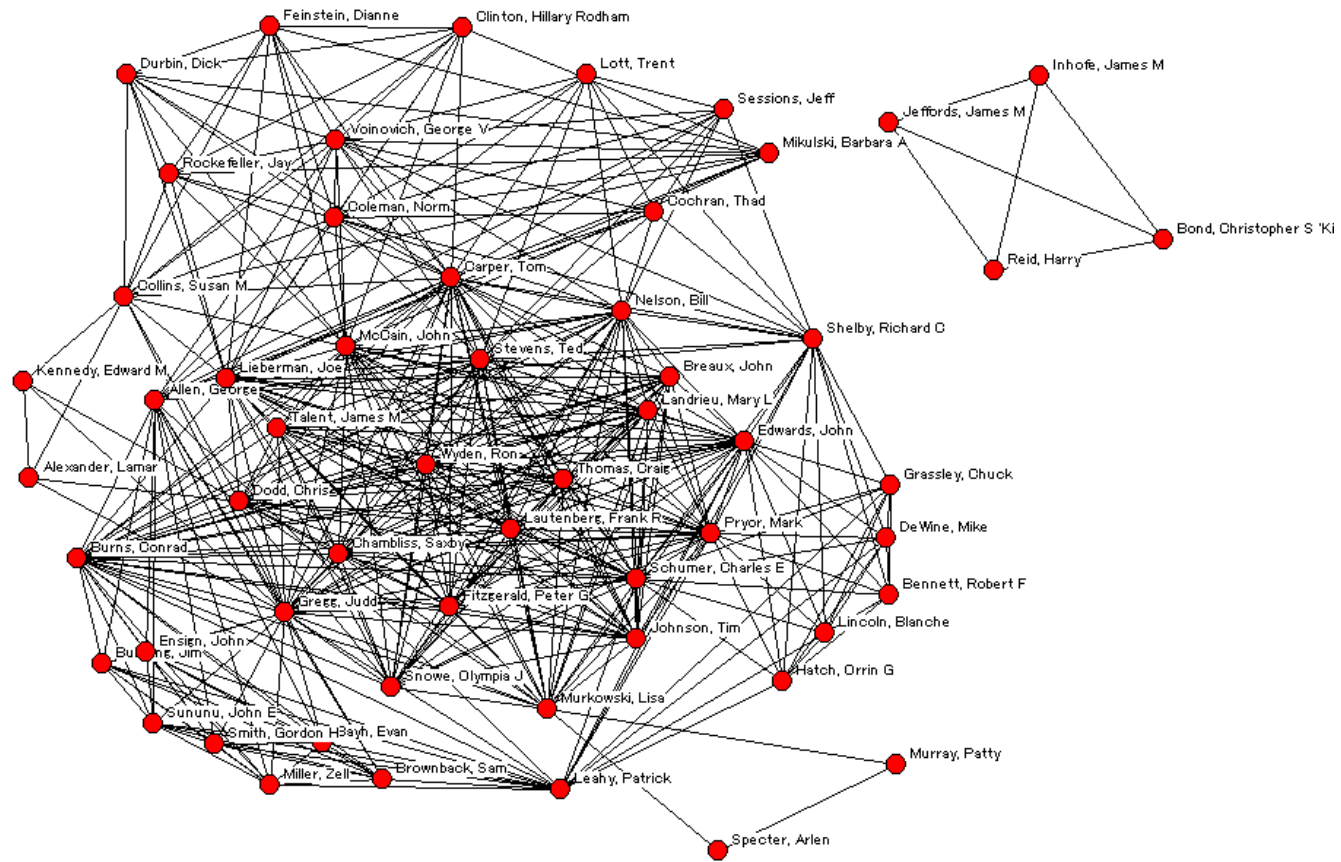 Feinstein, Dianne
Clinton, Hillary Rodham
Durbin, Dick
Lott, Trent
Inhofe, James M
Sessions, Jeff
Jeffords, James M
Voinovich, George V
Mikulski, Barbara A
Rockefeller, Jay
Coleman, Norm
Cochran, Thad
Bond, Christopher S 'Ki
Reid, Harry
Carper, Tom
Collins, Susan M
Nelson, Bill
Shelby, Richard C
McCain, John
Stevens, Ted
Kennedy, Edward M
Lieberman, Joe
Breaux, John
Allen, George
Landrieu, Mary L
Talent, James M
Edwards, John
Alexander, Lamar
Wyden, Ron
Thomas, Craig
Grassley, Chuck
Dodd, Chris
Lautenberg, Frank R
Pryor, Mark
DeWine, Mike
Burns, Conrad
Chambliss, Saxby
Schumer, Charles E
Bennett, Robert F
Gregg, Judd
Fitzgerald, Peter G
Lincoln, Blanche
Ensign, John
Johnson, Tim
Jim
Snowe, Olympia J
Hatch, Orrin G
Murkowski, Lisa
Sununu, John E
Smith, Gordon H
Bayh, Evan
Murray, Patty
Miller, Zell
Brownback, Sam
Leahy, Patrick
Specter, Arlen